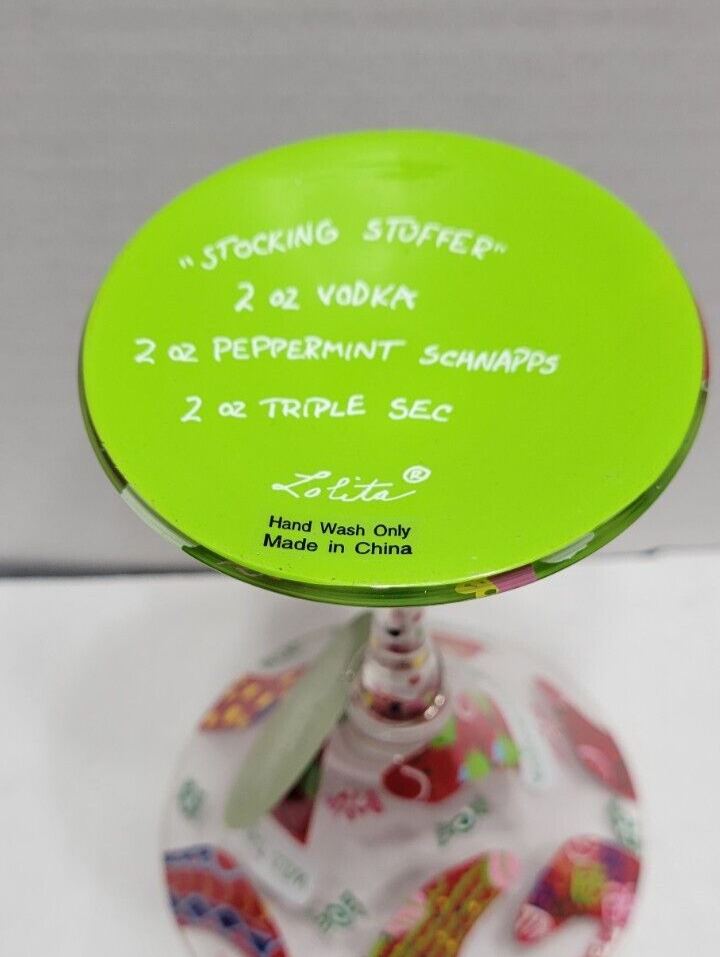 "STOCKING STUFFER"
2 oz VODKA
2 oz PEPPERMINT SCHNAPPS
2 oz TRIPLE SEC
Lolita®
Hand Wash Only
Made in China